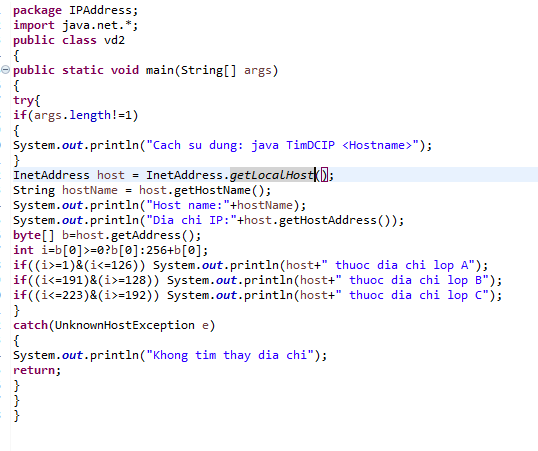 package IPAddress;
import java.net.*;
public class vd2
{
public static void main(String[] args)
{
try{
if(args.length!=1)
{
System.out.println("Cach su dung: java TimDCIP <Hostname>");
}
InetAddress host = InetAddress.getLocalHost();
String hostName = host.getHostName();
System.out.println("Host name:"+hostName);
System.out.println("Dia chi IP:"+host.getHostAddress());
byte[] b=host.getAddress();
int i=b[0]>=0?b[0]:256+b[0];
if((i>=1)&(i<=126)) System.out.println(host+" thuoc dia chi lop A");
if((i<=191)&(i>=128)) System.out.println(host+" thuoc dia chi lop B");
if((i<=223)&(i>=192)) System.out.println(host+" thuoc dia chi lop C");
}
catch(UnknownHostException e)
{
System.out.println("Khong tim thay dia chi");
return;
}
}
}